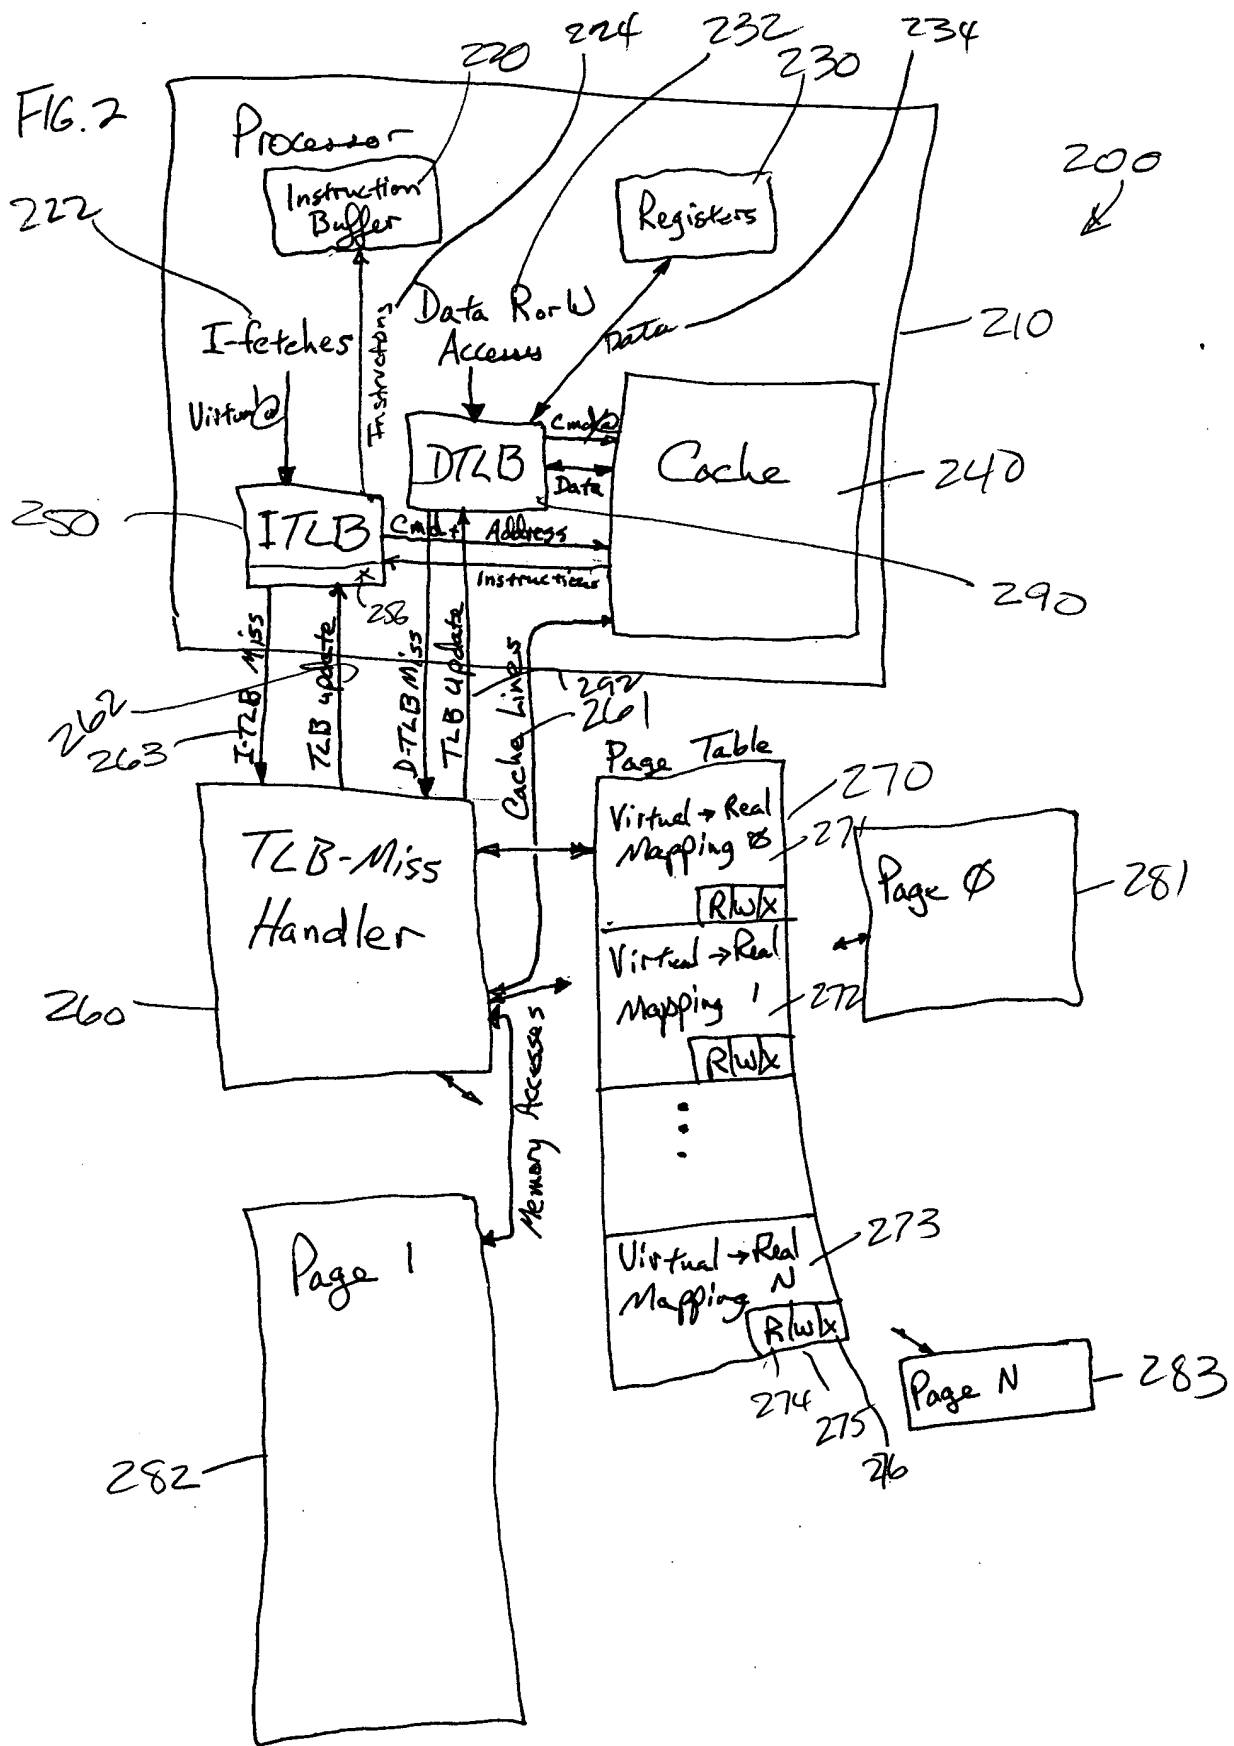 220
224
232
230
234
FIG. 2
Processor
200
Instruction
Buffer
222
Registers
Data R or W
Accesses
I-fetches
Instructions
Data
210
Virtual@
Cmd/@
DTLB
Data
Cache
240
250
ITLB
Cmd + Address
Instructions
X
256
290
I-TLB Miss
TLB update
D-TLB Miss
TLB update
Cache Lines
292
261
262
263
Page Table
270
Virtual → Real
Mapping 0
271
R W X
Page Ø
281
TLB-Miss
Handler
Virtual → Real
Mapping 1
272
R W X
260
Memory Accesses
Page 1
Virtual → Real
Mapping N
273
R W X
274
275
276
Page N
283
282